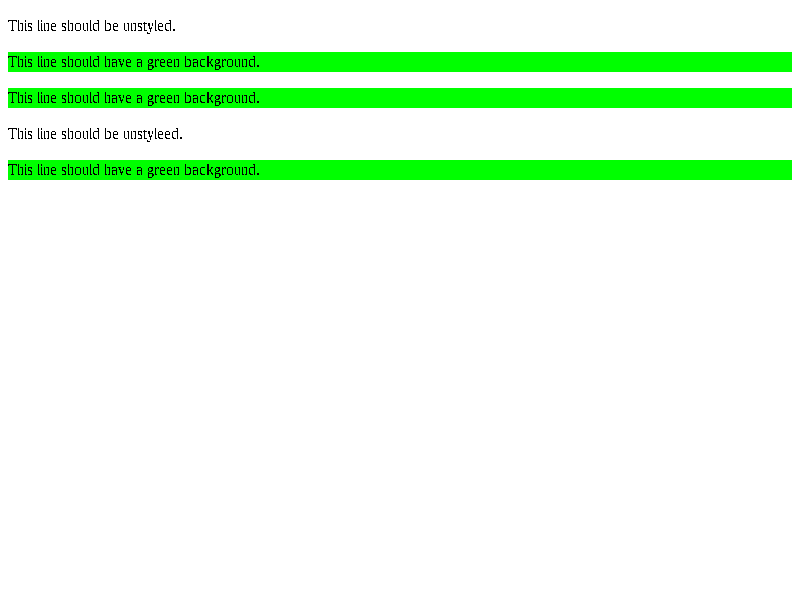 This line should be unstyled.
This line should have a green background.
This line should have a green background.
This line should be unstyleed.
This line should have a green background.